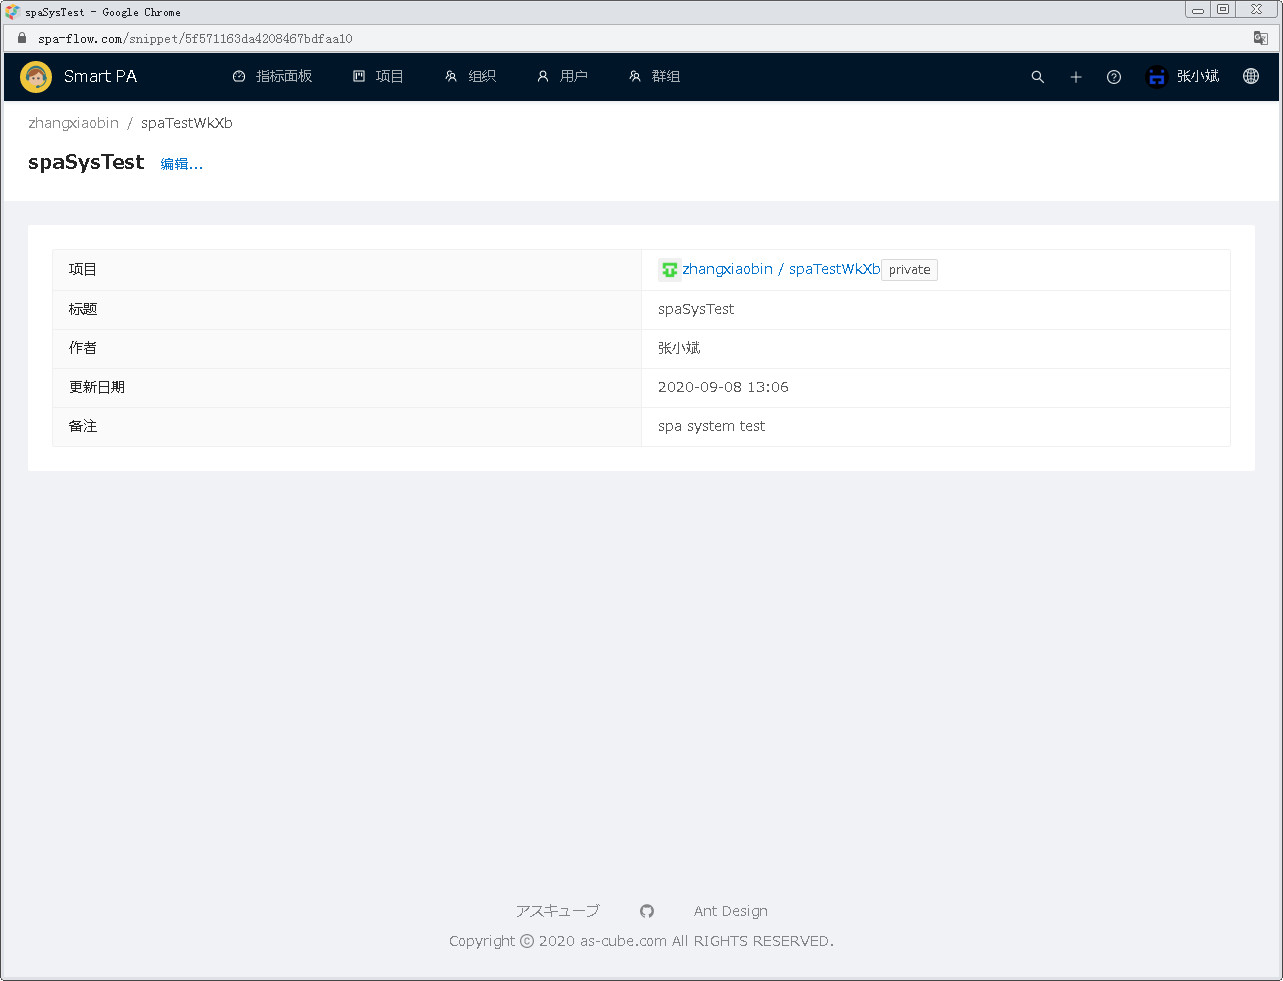 spaSysTest - Google Chrome
spa-flow.com/snippet/5f571163da4208467bdfaa10
Smart PA 指标面板 项目 组织 用户 群组 张小斌
zhangxiaobin / spaTestWkXb
spaSysTest 编辑...
项目 zhangxiaobin / spaTestWkXb private
标题 spaSysTest
作者 张小斌
更新日期 2020-09-08 13:06
备注 spa system test
アスキューブ Ant Design
Copyright © 2020 as-cube.com All RIGHTS RESERVED.